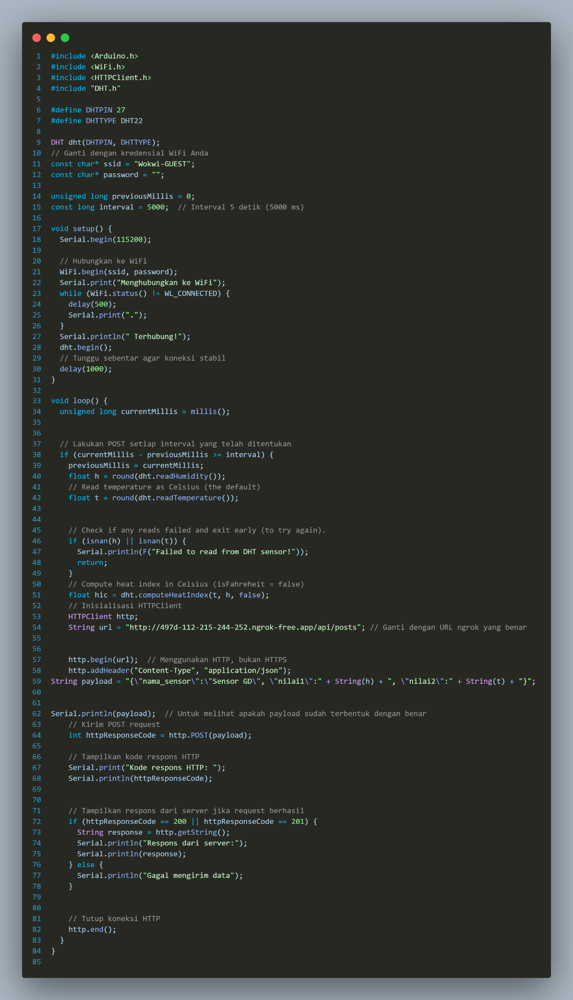 1 #include <Arduino.h>
2 #include <WiFi.h>
3 #include <HTTPClient.h>
4 #include "DHT.h"
5
6 #define DHTPIN 27
7 #define DHTTYPE DHT22
8
9 DHT dht(DHTPIN, DHTTYPE);
10 // Ganti dengan kredensial WiFi Anda
11 const char* ssid = "Wokwi-GUEST";
12 const char* password = "";
13
14 unsigned long previousMillis = 0;
15 const long interval = 5000;  // Interval 5 detik (5000 ms)
16
17 void setup() {
18   Serial.begin(115200);
19
20   // Hubungkan ke WiFi
21   WiFi.begin(ssid, password);
22   Serial.print("Menghubungkan ke WiFi");
23   while (WiFi.status() != WL_CONNECTED) {
24     delay(500);
25     Serial.print(".");
26   }
27   Serial.println(" Terhubung!");
28   dht.begin();
29   // Tunggu sebentar agar koneksi stabil
30   delay(1000);
31 }
32
33 void loop() {
34   unsigned long currentMillis = millis();
35
36
37   // Lakukan POST setiap interval yang telah ditentukan
38   if (currentMillis - previousMillis >= interval) {
39     previousMillis = currentMillis;
40     float h = round(dht.readHumidity());
41     // Read temperature as Celsius (the default)
42     float t = round(dht.readTemperature());
43
44
45     // Check if any reads failed and exit early (to try again).
46     if (isnan(h) || isnan(t)) {
47       Serial.println(F("Failed to read from DHT sensor!"));
48       return;
49     }
50     // Compute heat index in Celsius (isFahreheit = false)
51     float hic = dht.computeHeatIndex(t, h, false);
52     // Inisialisasi HTTPClient
53     HTTPClient http;
54     String url = "http://497d-112-215-244-252.ngrok-free.app/api/posts"; // Ganti dengan URL ngrok yang benar
55
56
57     http.begin(url);  // Menggunakan HTTP, bukan HTTPS
58     http.addHeader("Content-Type", "application/json");
59 String payload = "{\"nama_sensor\":\"Sensor GD\", \"nilai1\":" + String(h) + ", \"nilai2\":" + String(t) + "}";
60
61
62 Serial.println(payload);  // Untuk melihat apakah payload sudah terbentuk dengan benar
63     // Kirim POST request
64     int httpResponseCode = http.POST(payload);
65
66     // Tampilkan kode respons HTTP
67     Serial.print("Kode respons HTTP: ");
68     Serial.println(httpResponseCode);
69
70
71     // Tampilkan respons dari server jika request berhasil
72     if (httpResponseCode == 200 || httpResponseCode == 201) {
73       String response = http.getString();
74       Serial.println("Respons dari server:");
75       Serial.println(response);
76     } else {
77       Serial.println("Gagal mengirim data");
78     }
79
80
81     // Tutup koneksi HTTP
82     http.end();
83   }
84 }
85